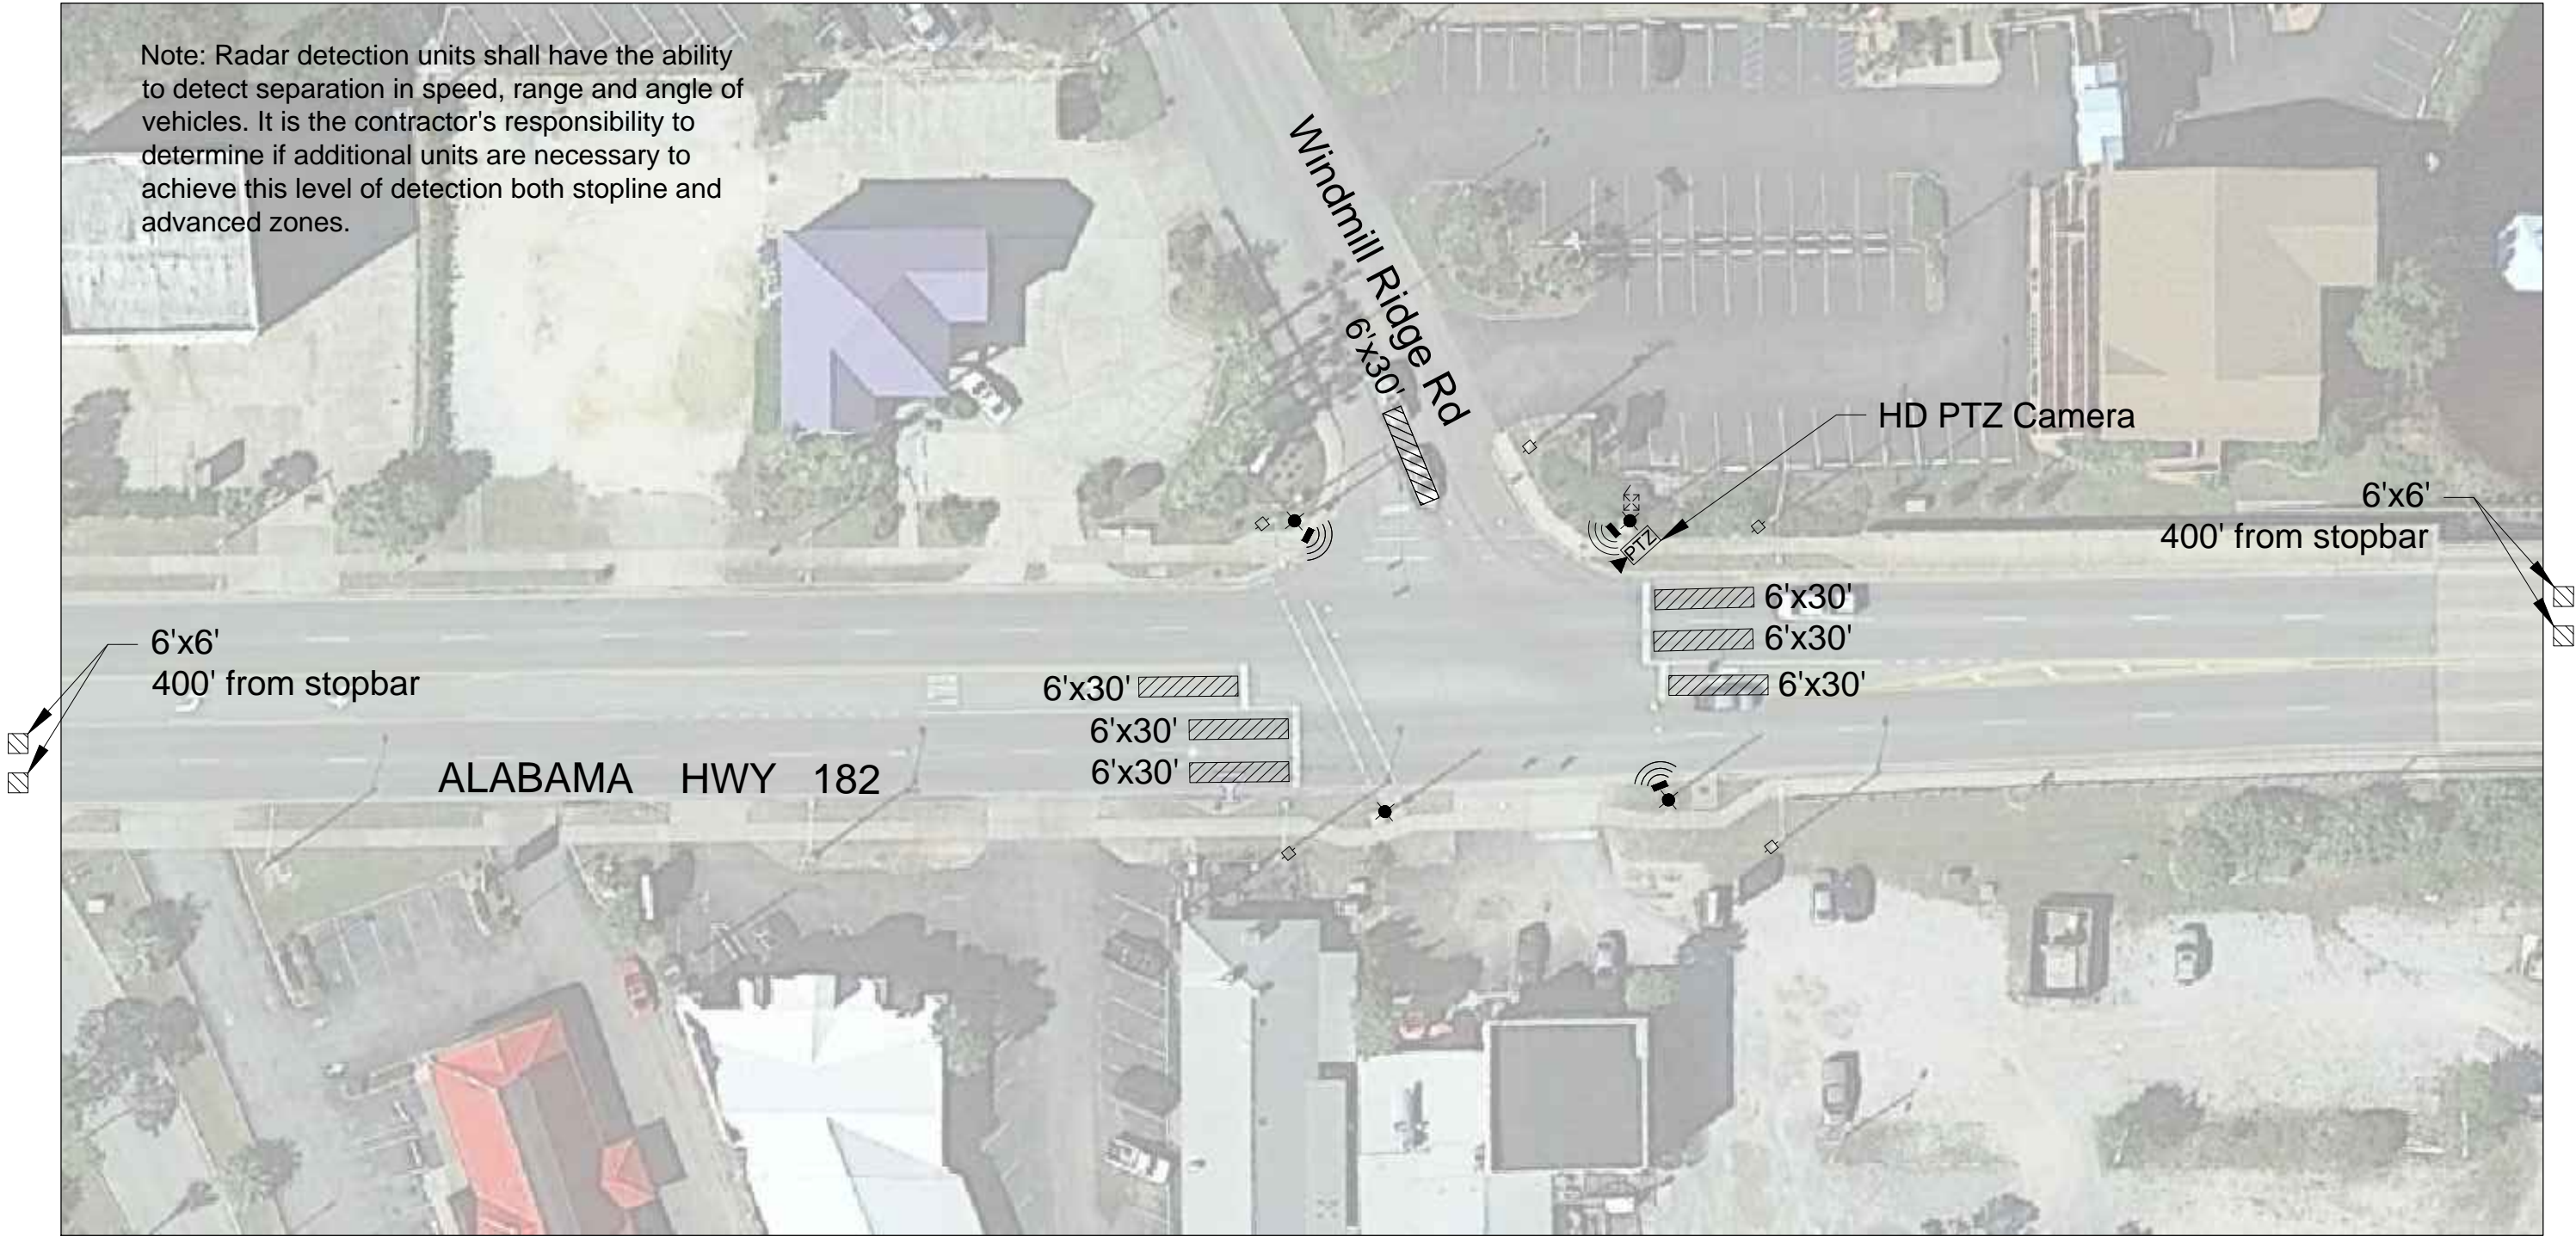 Note: Radar detection units shall have the ability
to detect separation in speed, range and angle of
vehicles. It is the contractor's responsibility to
determine if additional units are necessary to
achieve this level of detection both stopline and
advanced zones.
Windmill Ridge Rd
6'x30'
HD PTZ Camera
PTZ
6'x6'
400' from stopbar
6'x30'
6'x30'
6'x30'
6'x6'
400' from stopbar
6'x30'
6'x30'
6'x30'
ALABAMA HWY 182